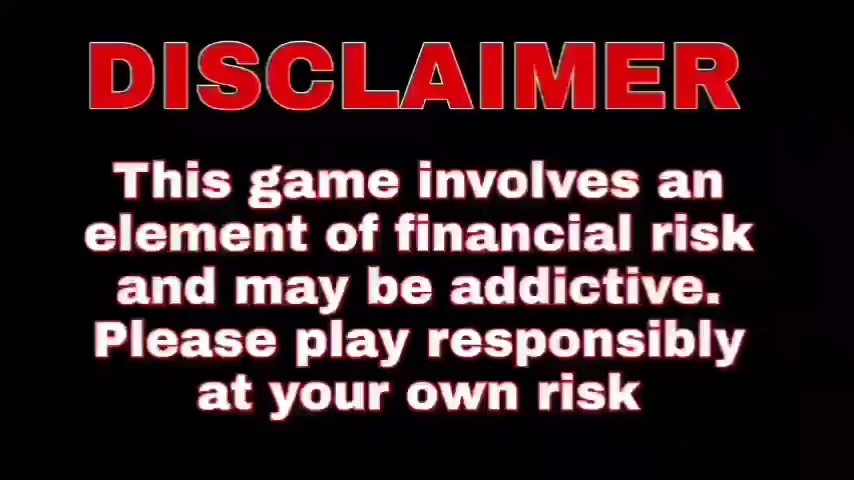 DISCLAIMER
This game involves an
element of financial risk
and may be addictive.
Please play responsibly
at your own risk